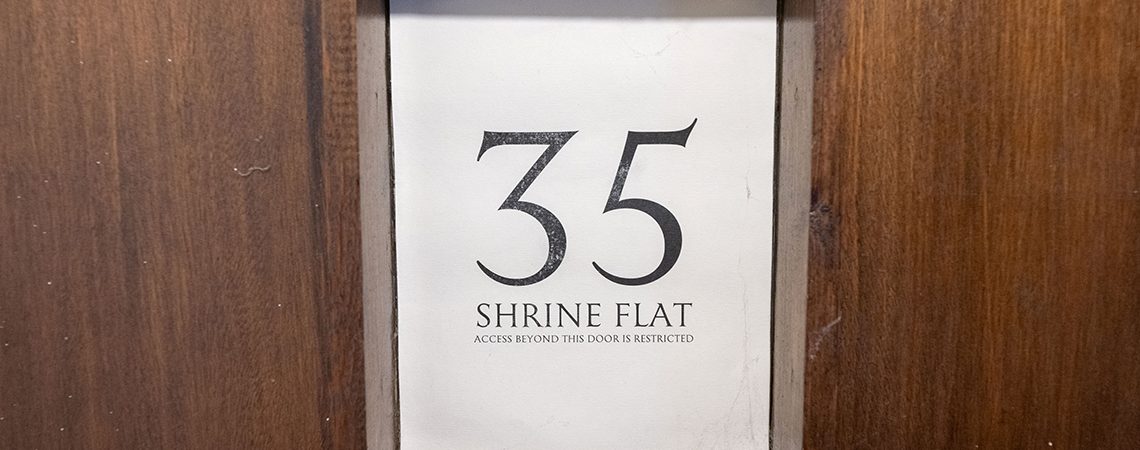 35
SHRINE FLAT
ACCESS BEYOND THIS DOOR IS RESTRICTED